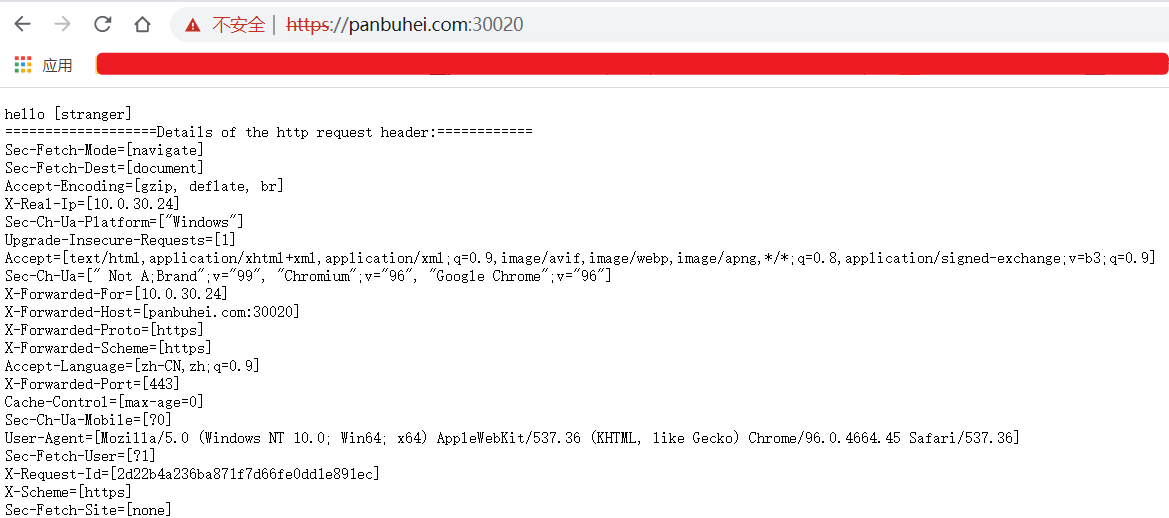 不安全 | https://panbuhei.com:30020
应用
hello [stranger]
===================Details of the http request header:============
Sec-Fetch-Mode=[navigate]
Sec-Fetch-Dest=[document]
Accept-Encoding=[gzip, deflate, br]
X-Real-Ip=[10.0.30.24]
Sec-Ch-Ua-Platform=["Windows"]
Upgrade-Insecure-Requests=[1]
Accept=[text/html,application/xhtml+xml,application/xml;q=0.9,image/avif,image/webp,image/apng,*/*;q=0.8,application/signed-exchange;v=b3;q=0.9]
Sec-Ch-Ua=[" Not A;Brand";v="99", "Chromium";v="96", "Google Chrome";v="96"]
X-Forwarded-For=[10.0.30.24]
X-Forwarded-Host=[panbuhei.com:30020]
X-Forwarded-Proto=[https]
X-Forwarded-Scheme=[https]
Accept-Language=[zh-CN,zh;q=0.9]
X-Forwarded-Port=[443]
Cache-Control=[max-age=0]
Sec-Ch-Ua-Mobile=[?0]
User-Agent=[Mozilla/5.0 (Windows NT 10.0; Win64; x64) AppleWebKit/537.36 (KHTML, like Gecko) Chrome/96.0.4664.45 Safari/537.36]
Sec-Fetch-User=[?1]
X-Request-Id=[2d22b4a236ba871f7d66fe0dd1e891ec]
X-Scheme=[https]
Sec-Fetch-Site=[none]